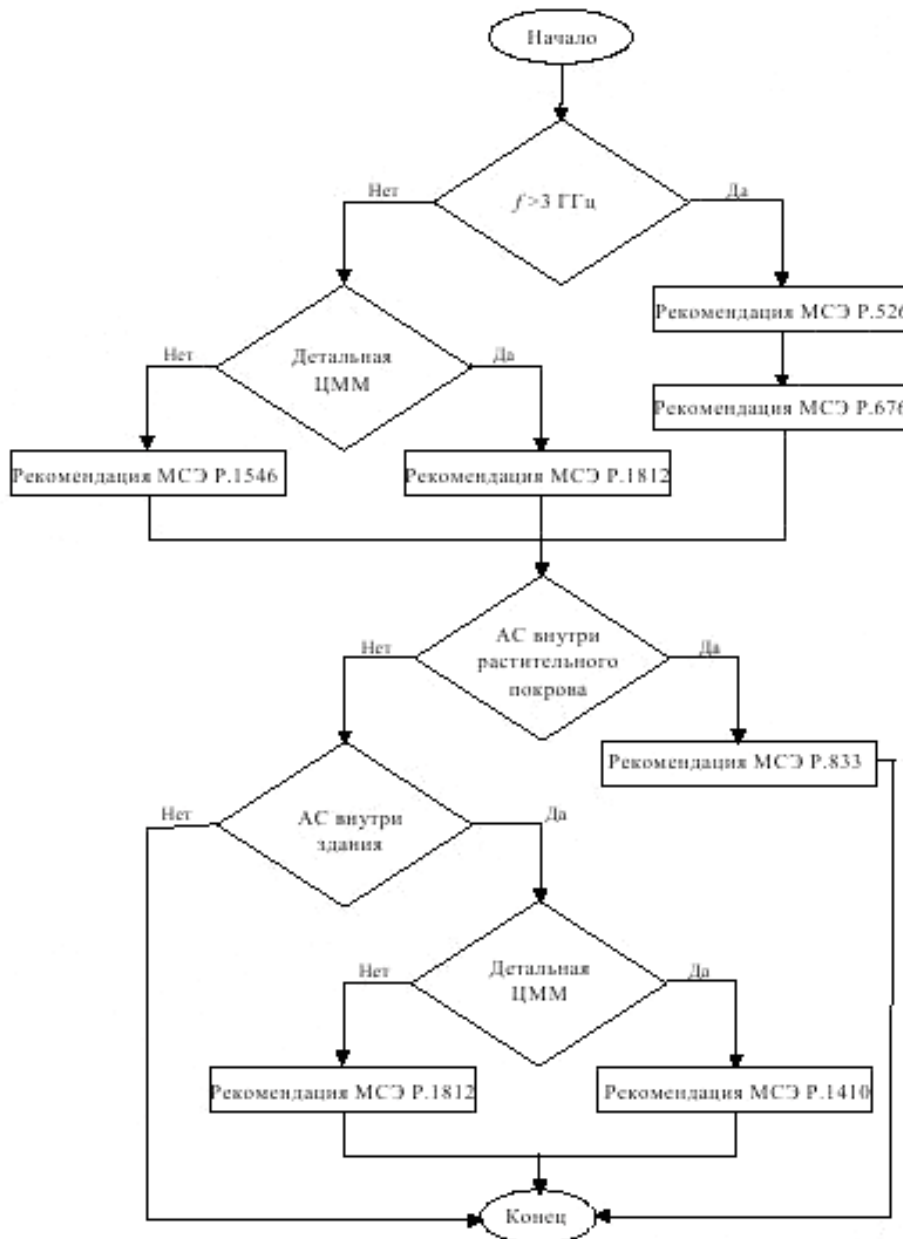 Начало
f>3 ГГц
Нет
Да
Рекомендация МСЭ Р.526
Детальная
ЦММ
Нет
Да
Рекомендация МСЭ Р.676
Рекомендация МСЭ Р.1546
Рекомендация МСЭ Р.1812
АС внутри
растительного
покрова
Нет
Да
Рекомендация МСЭ Р.833
АС внутри
здания
Нет
Да
Детальная
ЦММ
Нет
Да
Рекомендация МСЭ Р.1812
Рекомендация МСЭ Р.1410
Конец